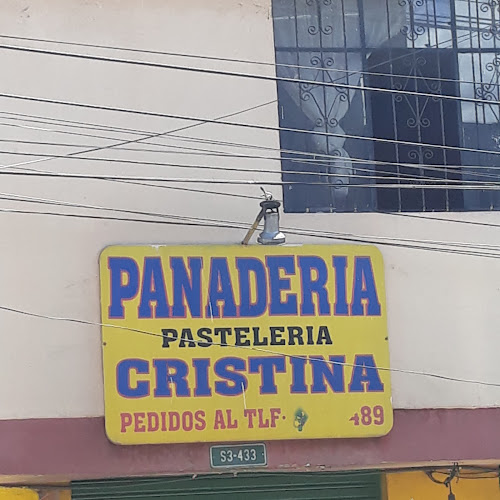 PANADERIA
PASTELERIA
CRISTINA
PEDIDOS AL TLF· 489
S3-433